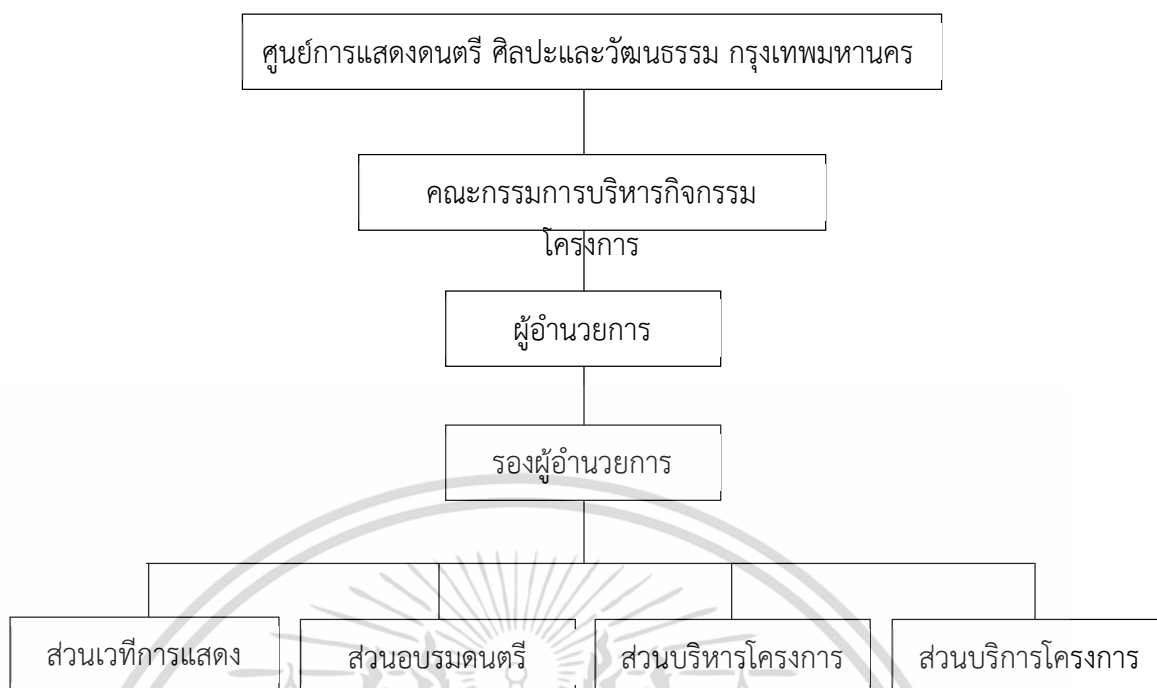 ศูนย์การแสดงดนตรี ศิลปะและวัฒนธรรม กรุงเทพมหานคร
คณะกรรมการบริหารกิจกรรม
โครงการ
ผู้อำนวยการ
รองผู้อำนวยการ
ส่วนเวทีการแสดง
ส่วนอบรมดนตรี
ส่วนบริหารโครงการ
ส่วนบริการโครงการ